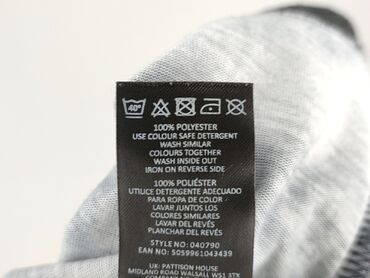 40°
100% POLYESTER
USE COLOUR SAFE DETERGENT
WASH SIMILAR
COLOURS TOGETHER
WASH INSIDE OUT
IRON ON REVERSE SIDE
100% POLIÉSTER
UTILICE DETERGENTE ADECUADO
PARA ROPA DE COLOR
LAVAR JUNTOS LOS
COLORES SIMILARES
LAVAR DEL REVÉS
PLANCHAR DEL REVÉS
STYLE NO: 040790
EAN NO: 5059961043439
UK: PATTISON HOUSE
MIDLAND ROAD WALSALL WS1 3TX